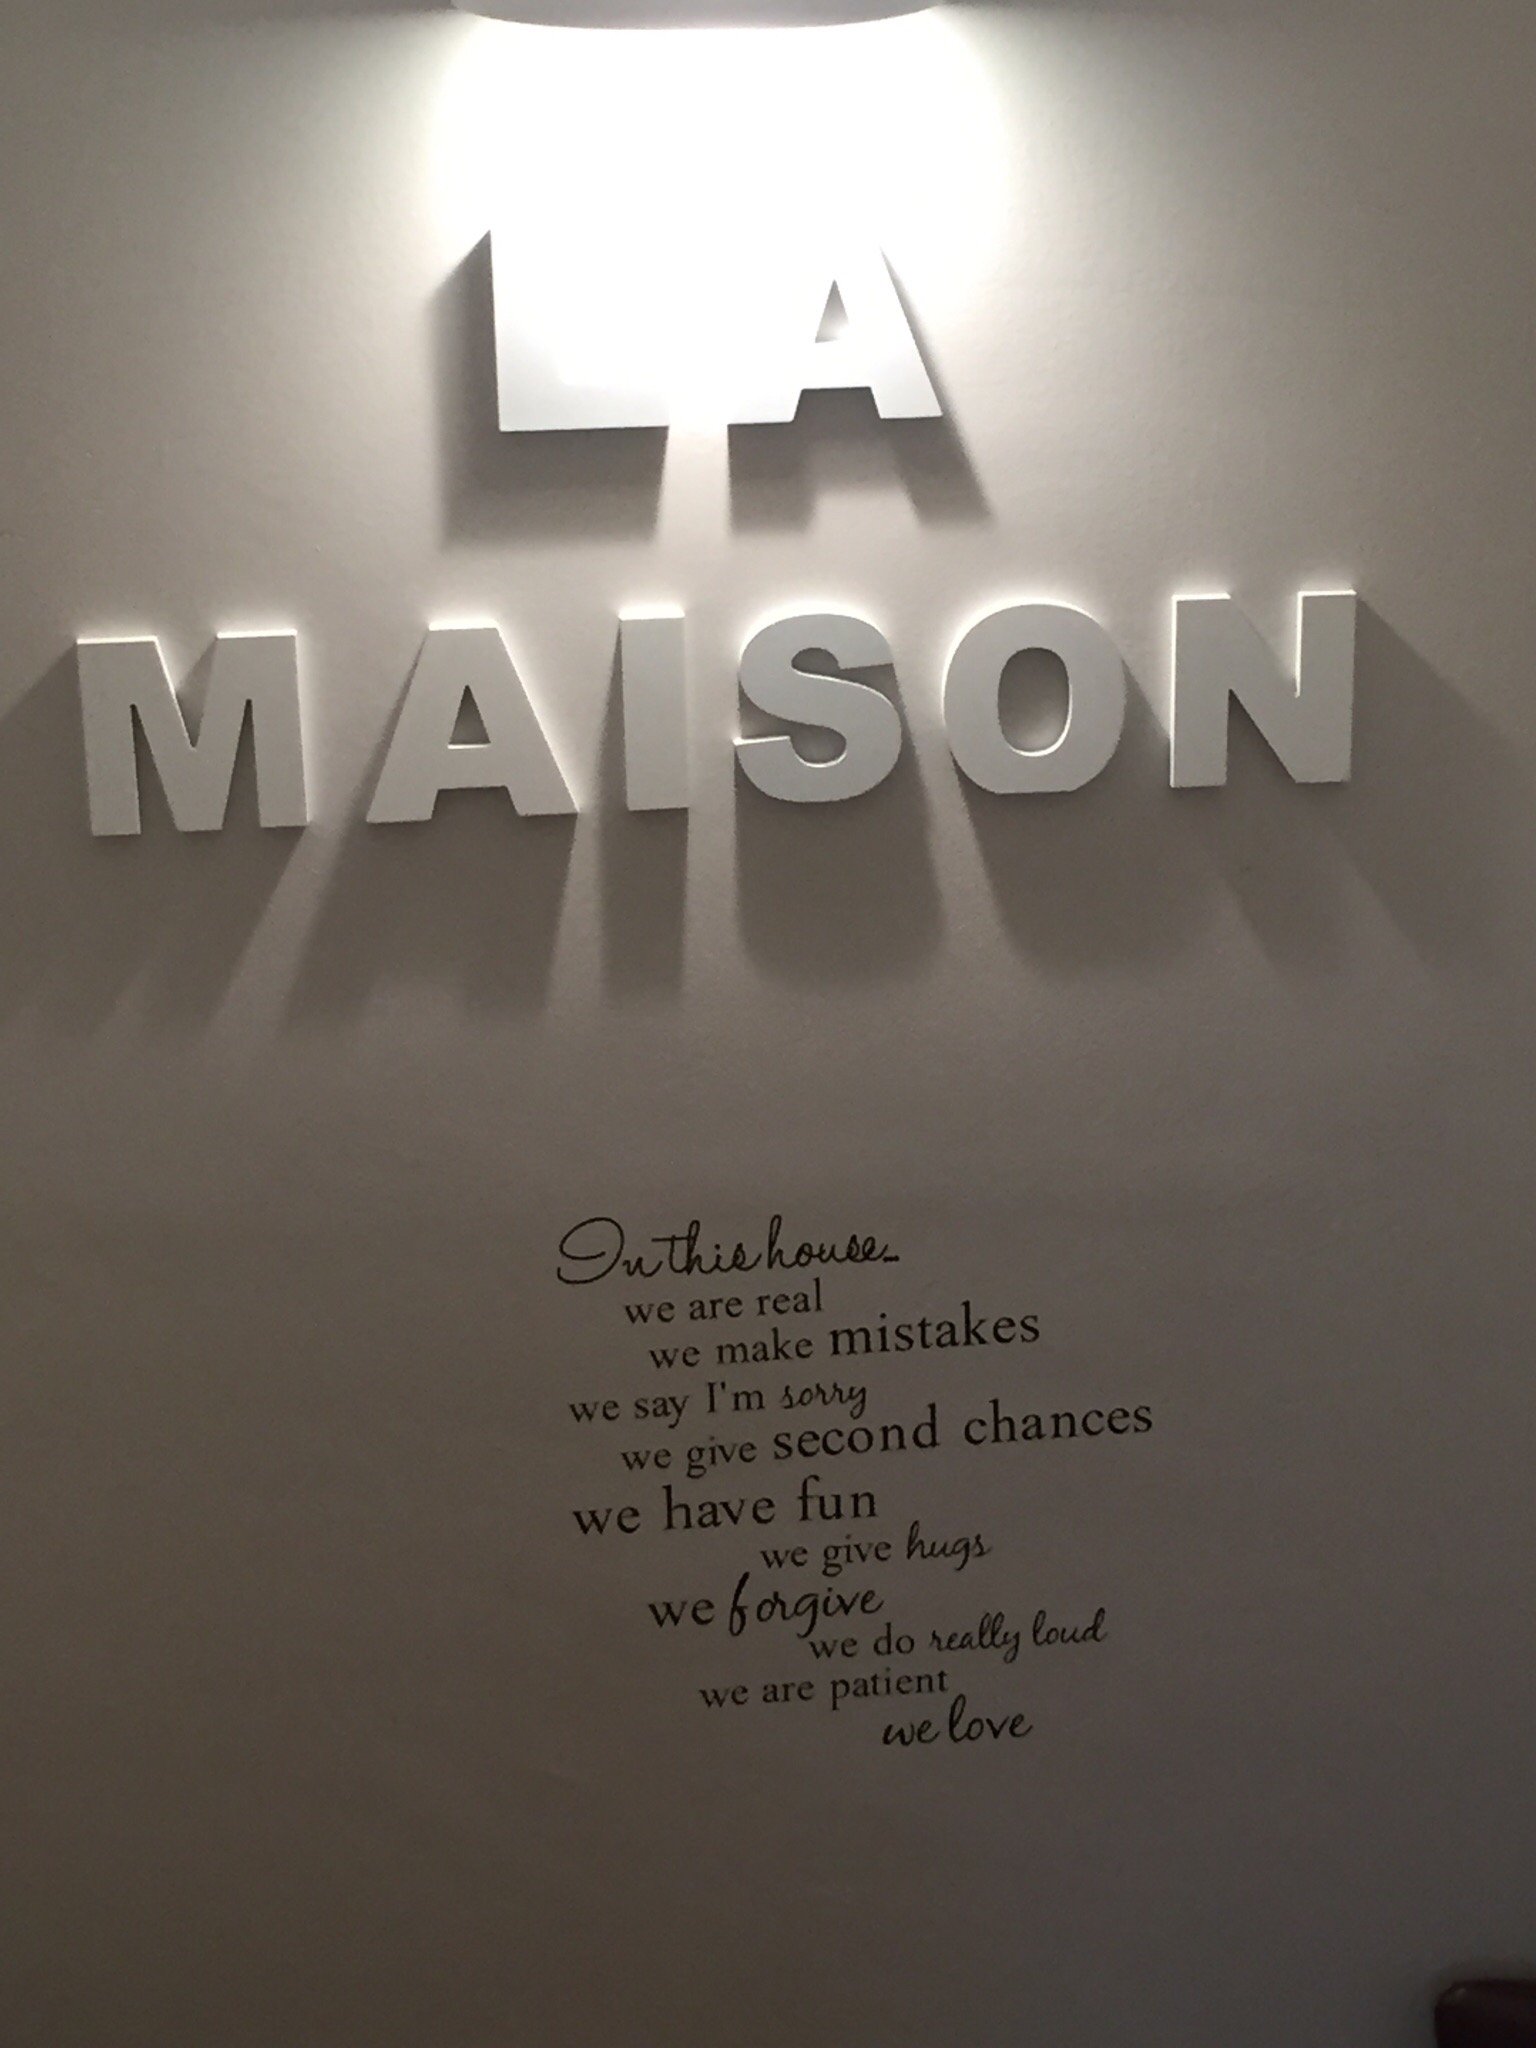 LA
MAISON
In this house...
we are real
we make mistakes
we say I'm sorry
we give second chances
we have fun
we give hugs
we forgive
we do really loud
we are patient
we love